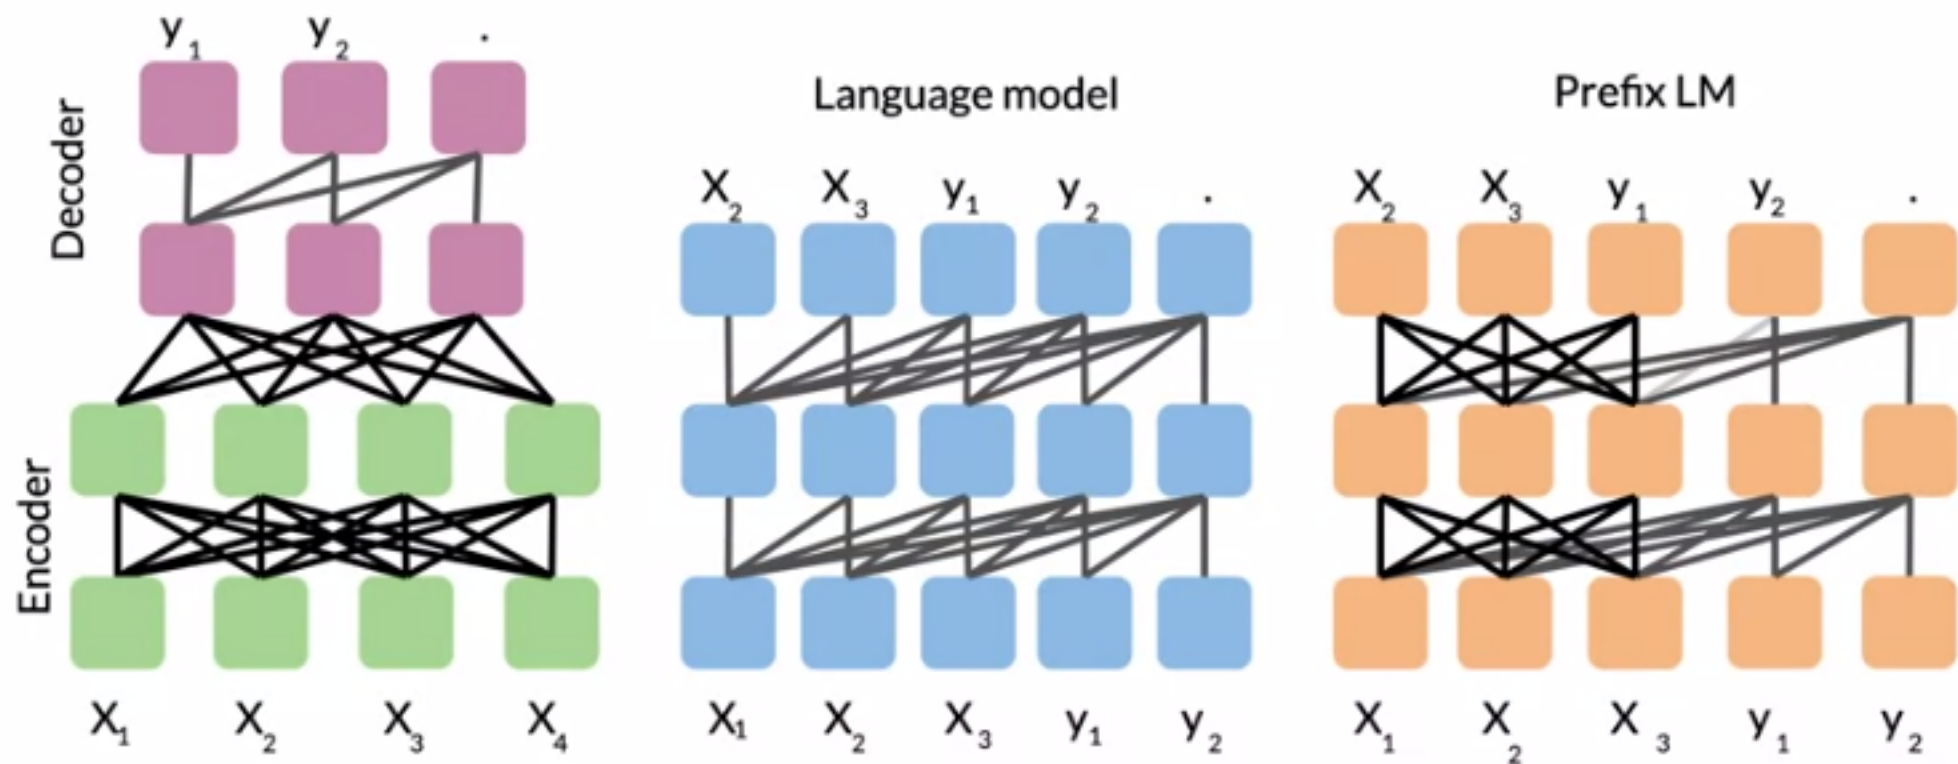 y₁ y₂ .
Decoder
Encoder
X₁ X₂ X₃ X₄
Language model
X₂ X₃ y₁ y₂ .
X₁ X₂ X₃ y₁ y₂
Prefix LM
X₂ X₃ y₁ y₂ .
X₁ X₂ X₃ y₁ y₂